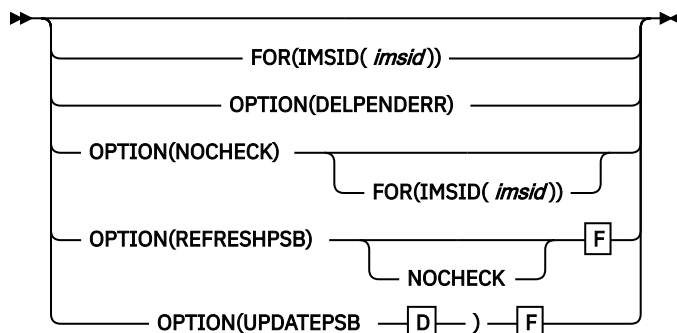 FOR(IMSID( imsid))
OPTION(DELPENDERR)
OPTION(NOCHECK)
FOR(IMSID( imsid))
OPTION(REFRESHPSB)
F
NOCHECK
OPTION(UPDATEPSB D ) F